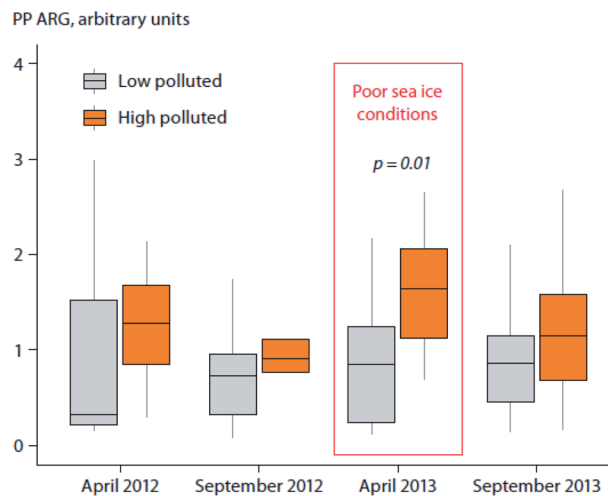 PP ARG, arbitrary units
4
Low polluted
High polluted
Poor sea ice
conditions
p = 0.01
3
2
1
0
April 2012
September 2012
April 2013
September 2013